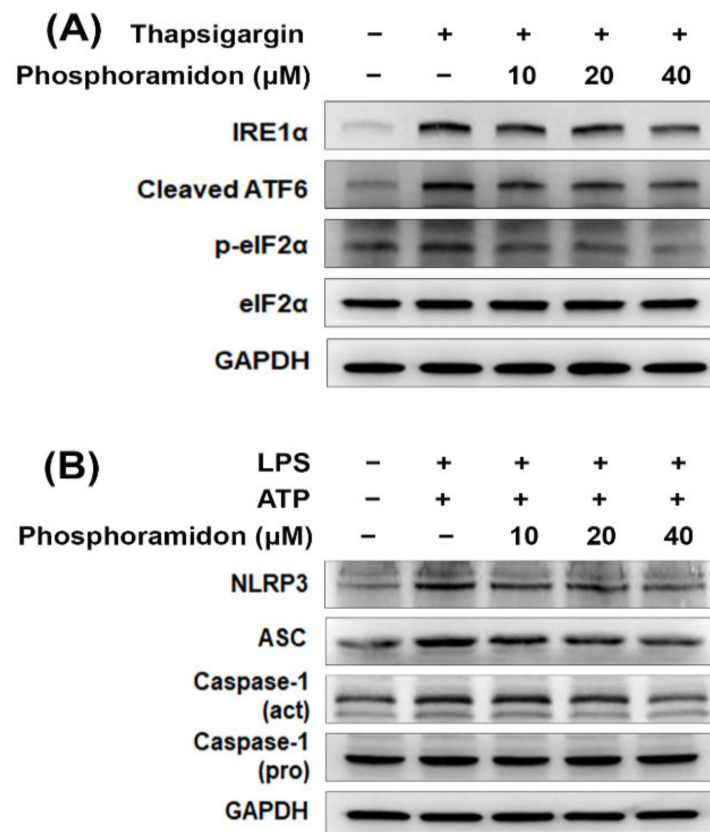 (A) Thapsigargin − + + + +
Phosphoramidon (µM) − − 10 20 40
IRE1α
Cleaved ATF6
p-eIF2α
eIF2α
GAPDH
(B) LPS − + + + +
ATP − + + + +
Phosphoramidon (µM) − − 10 20 40
NLRP3
ASC
Caspase-1
(act)
Caspase-1
(pro)
GAPDH